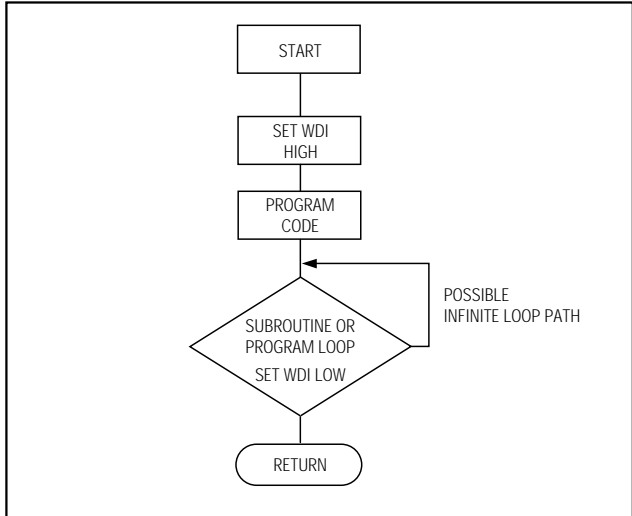 START
SET WDI
HIGH
PROGRAM
CODE
POSSIBLE
INFINITE LOOP PATH
SUBROUTINE OR
PROGRAM LOOP
SET WDI LOW
RETURN